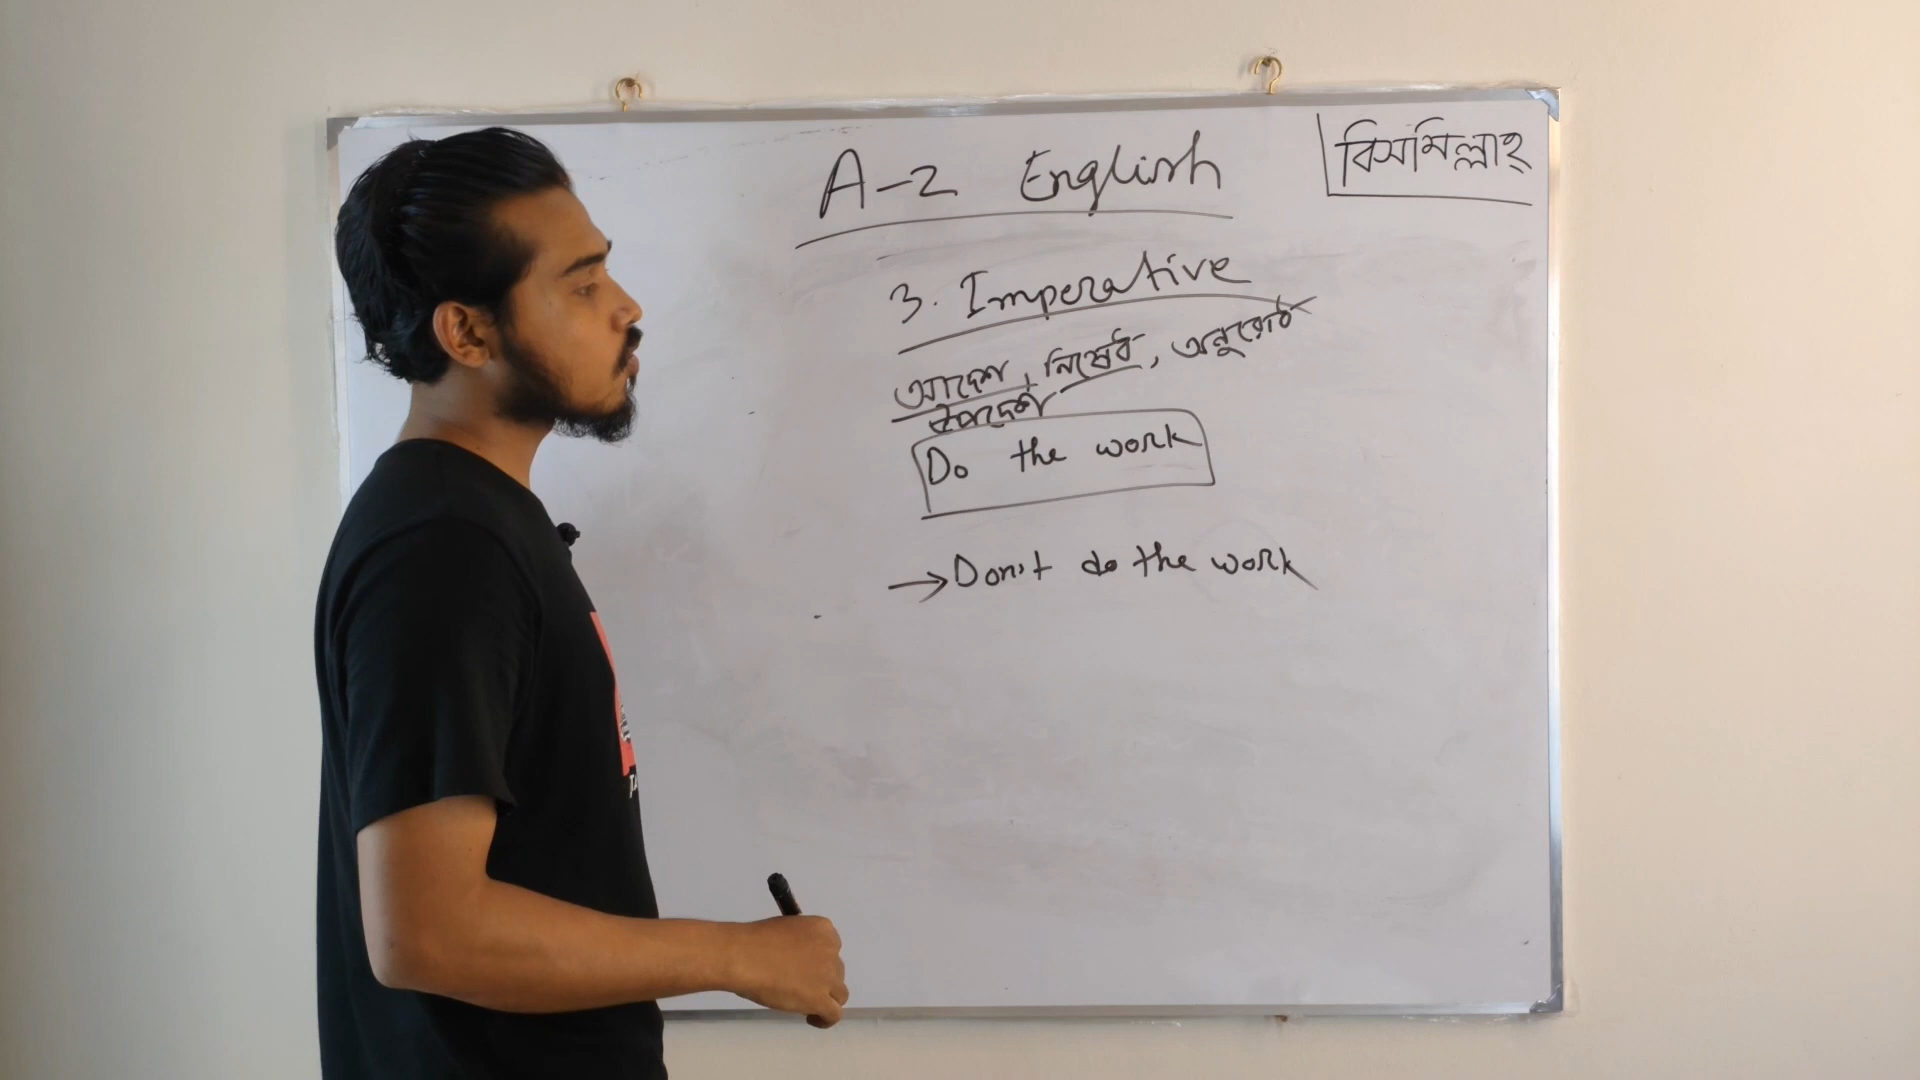 A-Z English
বিসমিল্লাহ
3. Imperative
আদেশ, নিষেধ, অনুরোধ
উপদেশ
Do the work
→ Don't do the work